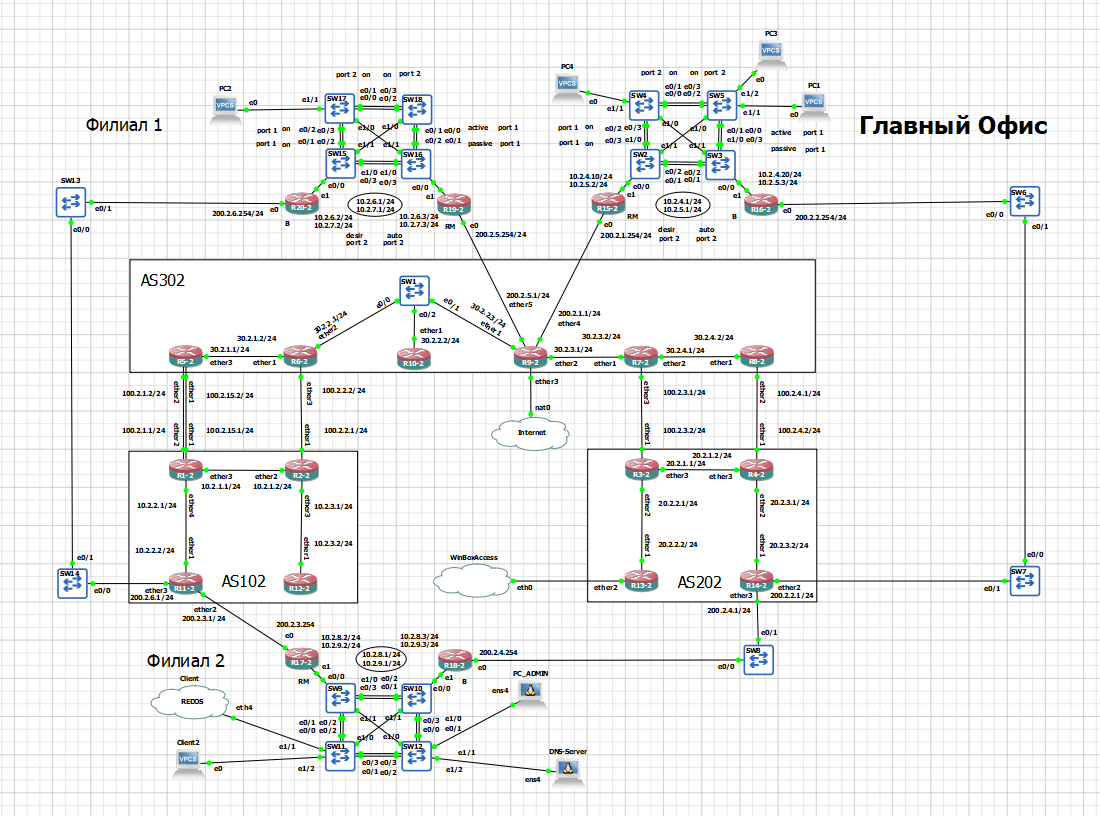 PC3
VPCS
e0
PC4
VPCS
e0
e1/1
port 2 on on port 2
e0/1 e0/3
e0/0 e0/2
SW4
SW5
e1/2
e1/1
PC1
VPCS
e0
port 2 on on port 2
e0/1 e0/3
e0/0 e0/2
SW17
SW18
PC2
VPCS
e0
e1/1
Филиал 1
Главный Офис
port 1 on e0/2 e0/3
port 1 on e0/1 e0/2
e1/0
e1/0
e1/1
e1/1
e0/1 e0/0
e0/2 e0/1
active port 1
passive port 1
SW15
SW16
e1/0 e0/0
e0/3 e0/3
e0/0
e1
e0/0
e1
port 1 on e0/2 e0/3
port 1 on e0/3 e1/0
e1/0
e1/1
e1/1
e0/1 e0/0
e1/0 e0/3
active port 1
passive port 1
SW2
SW3
e0/2 e0/2
e0/1 e0/1
10.2.4.10/24
10.2.5.2/24
10.2.4.20/24
10.2.5.3/24
e0/0
e1
e0/0
e1
SW13
e0/1
e0/0
200.2.6.254/24
e0
R20-2
B
10.2.6.1/24
10.2.7.1/24
10.2.6.2/24
10.2.7.2/24
10.2.6.3/24
10.2.7.3/24
R19-2
RM
e0
200.2.5.254/24
desir
port 2
auto
port 2
R15-2
RM
e0
200.2.1.254/24
10.2.4.1/24
10.2.5.1/24
R16-2
B
e0
200.2.2.254/24
desir
port 2
auto
port 2
SW6
e0/0
e0/1
AS302
SW1
e0/0
e0/1
e0/2
30.2.2.1/24
ether2
30.2.2.3/24
ether1
ether1
30.2.2.2/24
R10-2
200.2.5.1/24
ether5
200.2.1.1/24
ether4
R5-2
30.2.1.1/24
ether3
30.2.1.2/24
ether1
R6-2
R9-2
30.2.3.1/24
ether2
30.2.3.2/24
ether1
R7-2
30.2.4.1/24
ether2
30.2.4.2/24
ether1
R8-2
100.2.1.2/24
ether2
ether1
100.2.15.2/24
ether3
100.2.2.2/24
ether3
nat0
Internet
ether3
100.2.3.1/24
ether2
100.2.4.1/24
100.2.1.1/24
ether2
ether1
100.2.15.1/24
100.2.2.1/24
ether1
ether1
100.2.3.2/24
ether1
100.2.4.2/24
R1-2
ether3
10.2.1.1/24
ether2
10.2.1.2/24
R2-2
R3-2
20.2.1.1/24
ether3
20.2.1.2/24
ether3
R4-2
10.2.2.1/24
ether4
ether3
10.2.3.1/24
ether2
20.2.2.1/24
ether2
20.2.3.1/24
10.2.2.2/24
ether1
ether1
10.2.3.2/24
ether1
20.2.2.2/24
ether1
20.2.3.2/24
SW14
e0/1
e0/0
ether3
200.2.6.1/24
R11-2
AS102
R12-2
WinBoxAccess
eth0
ether2
R13-2
AS202
R14-2
ether2
200.2.2.1/24
ether3
200.2.4.1/24
SW7
e0/0
e0/1
ether2
200.2.3.1/24
200.2.3.254
e0
R17-2
RM
e1
10.2.8.2/24
10.2.9.2/24
10.2.8.1/24
10.2.9.1/24
10.2.8.3/24
10.2.9.3/24
R18-2
B
e1
e0
200.2.4.254
e0/1
e0/0
SW8
Филиал 2
SW9
e1/0 e0/2
e0/3 e0/1
SW10
e0/0
PC_ADMIN
ens4
Client
REDOS
eth4
e0/1 e0/2
e0/0 e0/2
e1/1
e1/1
e1/0
e1/0
e0/3 e1/0
e0/0 e0/1
SW11
SW12
e1/1
e1/2
e0/3 e0/3
e0/1 e0/2
e1/1
e1/2
Client2
VPCS
e0
DNS-Server
ens4